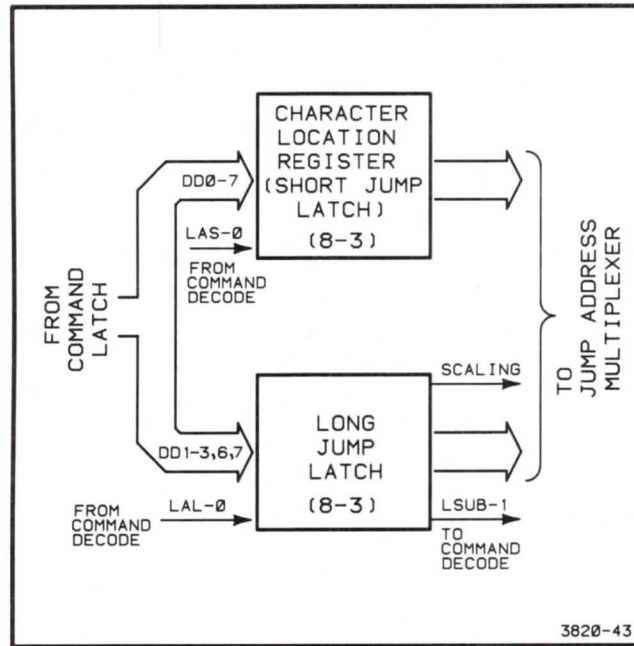 CHARACTER
LOCATION
REGISTER
(SHORT JUMP
LATCH)
(8-3)
DD0-7
LAS-0
FROM
COMMAND
DECODE
FROM
COMMAND
LATCH
TO
JUMP ADDRESS
MULTIPLEXER
SCALING
LONG
JUMP
LATCH
(8-3)
DD1-3,6,7
LAL-0
FROM
COMMAND
DECODE
LSUB-1
TO
COMMAND
DECODE
3820-43